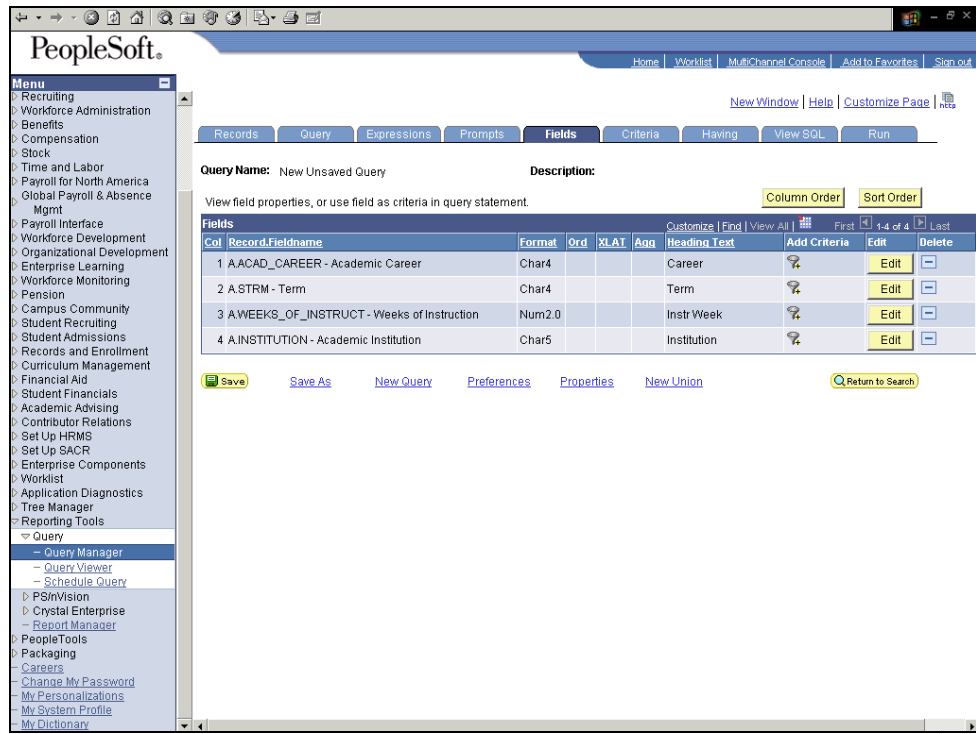 PeopleSoft.
Home | Worklist | MultiChannel Console | Add to Favorites | Sign out
Menu
Recruiting
Workforce Administration
Benefits
Compensation
Stock
Time and Labor
Payroll for North America
Global Payroll & Absence
Mgmt
Payroll Interface
Workforce Development
Organizational Development
Enterprise Learning
Workforce Monitoring
Pension
Campus Community
Student Recruiting
Student Admissions
Records and Enrollment
Curriculum Management
Financial Aid
Student Financials
Academic Advising
Contributor Relations
Set Up HRMS
Set Up SACR
Enterprise Components
Worklist
Application Diagnostics
Tree Manager
Reporting Tools
Query
– Query Manager
– Query Viewer
– Schedule Query
PS/nVision
Crystal Enterprise
– Report Manager
PeopleTools
Packaging
– Careers
– Change My Password
– My Personalizations
– My System Profile
– My Dictionary
New Window | Help | Customize Page | http
Records Query Expressions Prompts Fields Criteria Having View SQL Run
Query Name: New Unsaved Query Description:
View field properties, or use field as criteria in query statement. Column Order Sort Order
Fields Customize | Find | View All | First 1-4 of 4 Last
Col Record.Fieldname Format Ord XLAT Agg Heading Text Add Criteria Edit Delete
1 A.ACAD_CAREER - Academic Career Char4 Career Edit
2 A.STRM - Term Char4 Term Edit
3 A.WEEKS_OF_INSTRUCT - Weeks of Instruction Num2.0 Instr Week Edit
4 A.INSTITUTION - Academic Institution Char5 Institution Edit
Save Save As New Query Preferences Properties New Union Return to Search